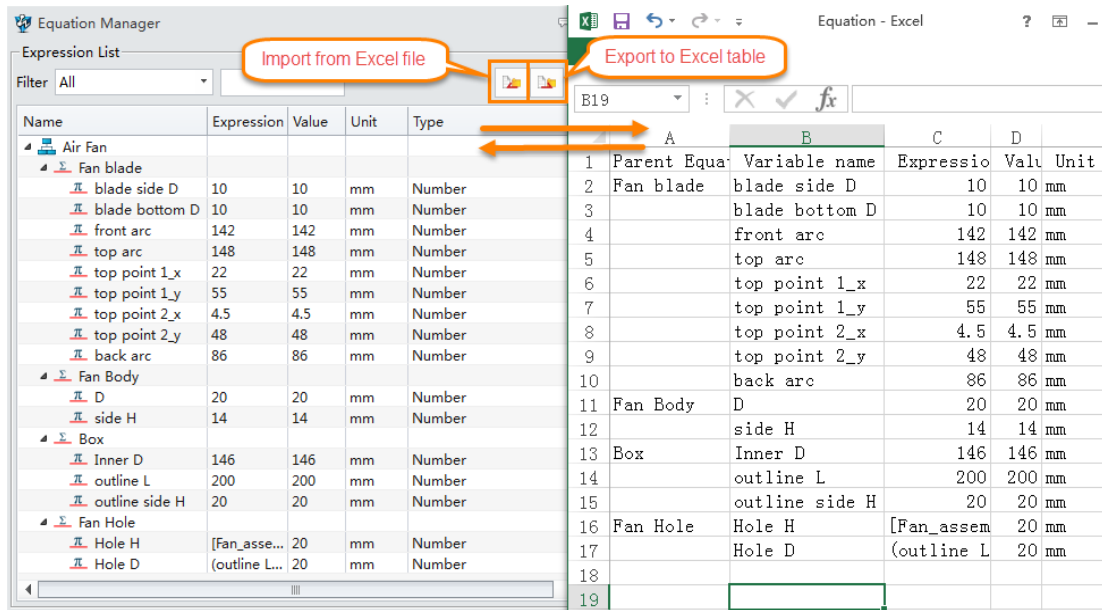 Equation Manager
Expression List
Import from Excel file
Filter All
Name Expression Value Unit Type
Air Fan
Fan blade
blade side D 10 10 mm Number
blade bottom D 10 10 mm Number
front arc 142 142 mm Number
top arc 148 148 mm Number
top point 1_x 22 22 mm Number
top point 1_y 55 55 mm Number
top point 2_x 4.5 4.5 mm Number
top point 2_y 48 48 mm Number
back arc 86 86 mm Number
Fan Body
D 20 20 mm Number
side H 14 14 mm Number
Box
Inner D 146 146 mm Number
outline L 200 200 mm Number
outline side H 20 20 mm Number
Fan Hole
Hole H [Fan_asse... 20 mm Number
Hole D (outline L... 20 mm Number
Equation - Excel ?
Export to Excel table
B19 fx
A B C D
1 Parent Equa Variable name Expressio Valu Unit
2 Fan blade blade side D 10 10 mm
3 blade bottom D 10 10 mm
4 front arc 142 142 mm
5 top arc 148 148 mm
6 top point 1_x 22 22 mm
7 top point 1_y 55 55 mm
8 top point 2_x 4.5 4.5 mm
9 top point 2_y 48 48 mm
10 back arc 86 86 mm
11 Fan Body D 20 20 mm
12 side H 14 14 mm
13 Box Inner D 146 146 mm
14 outline L 200 200 mm
15 outline side H 20 20 mm
16 Fan Hole Hole H [Fan_assem 20 mm
17 Hole D (outline L 20 mm
18
19